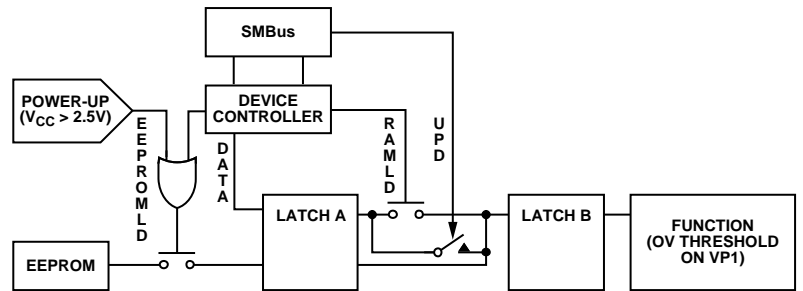 SMBus
POWER-UP
(VCC > 2.5V)
DEVICE
CONTROLLER
EEPROMLD
DATA
RAMLD
UPD
LATCH A
LATCH B
FUNCTION
(OV THRESHOLD
ON VP1)
EEPROM